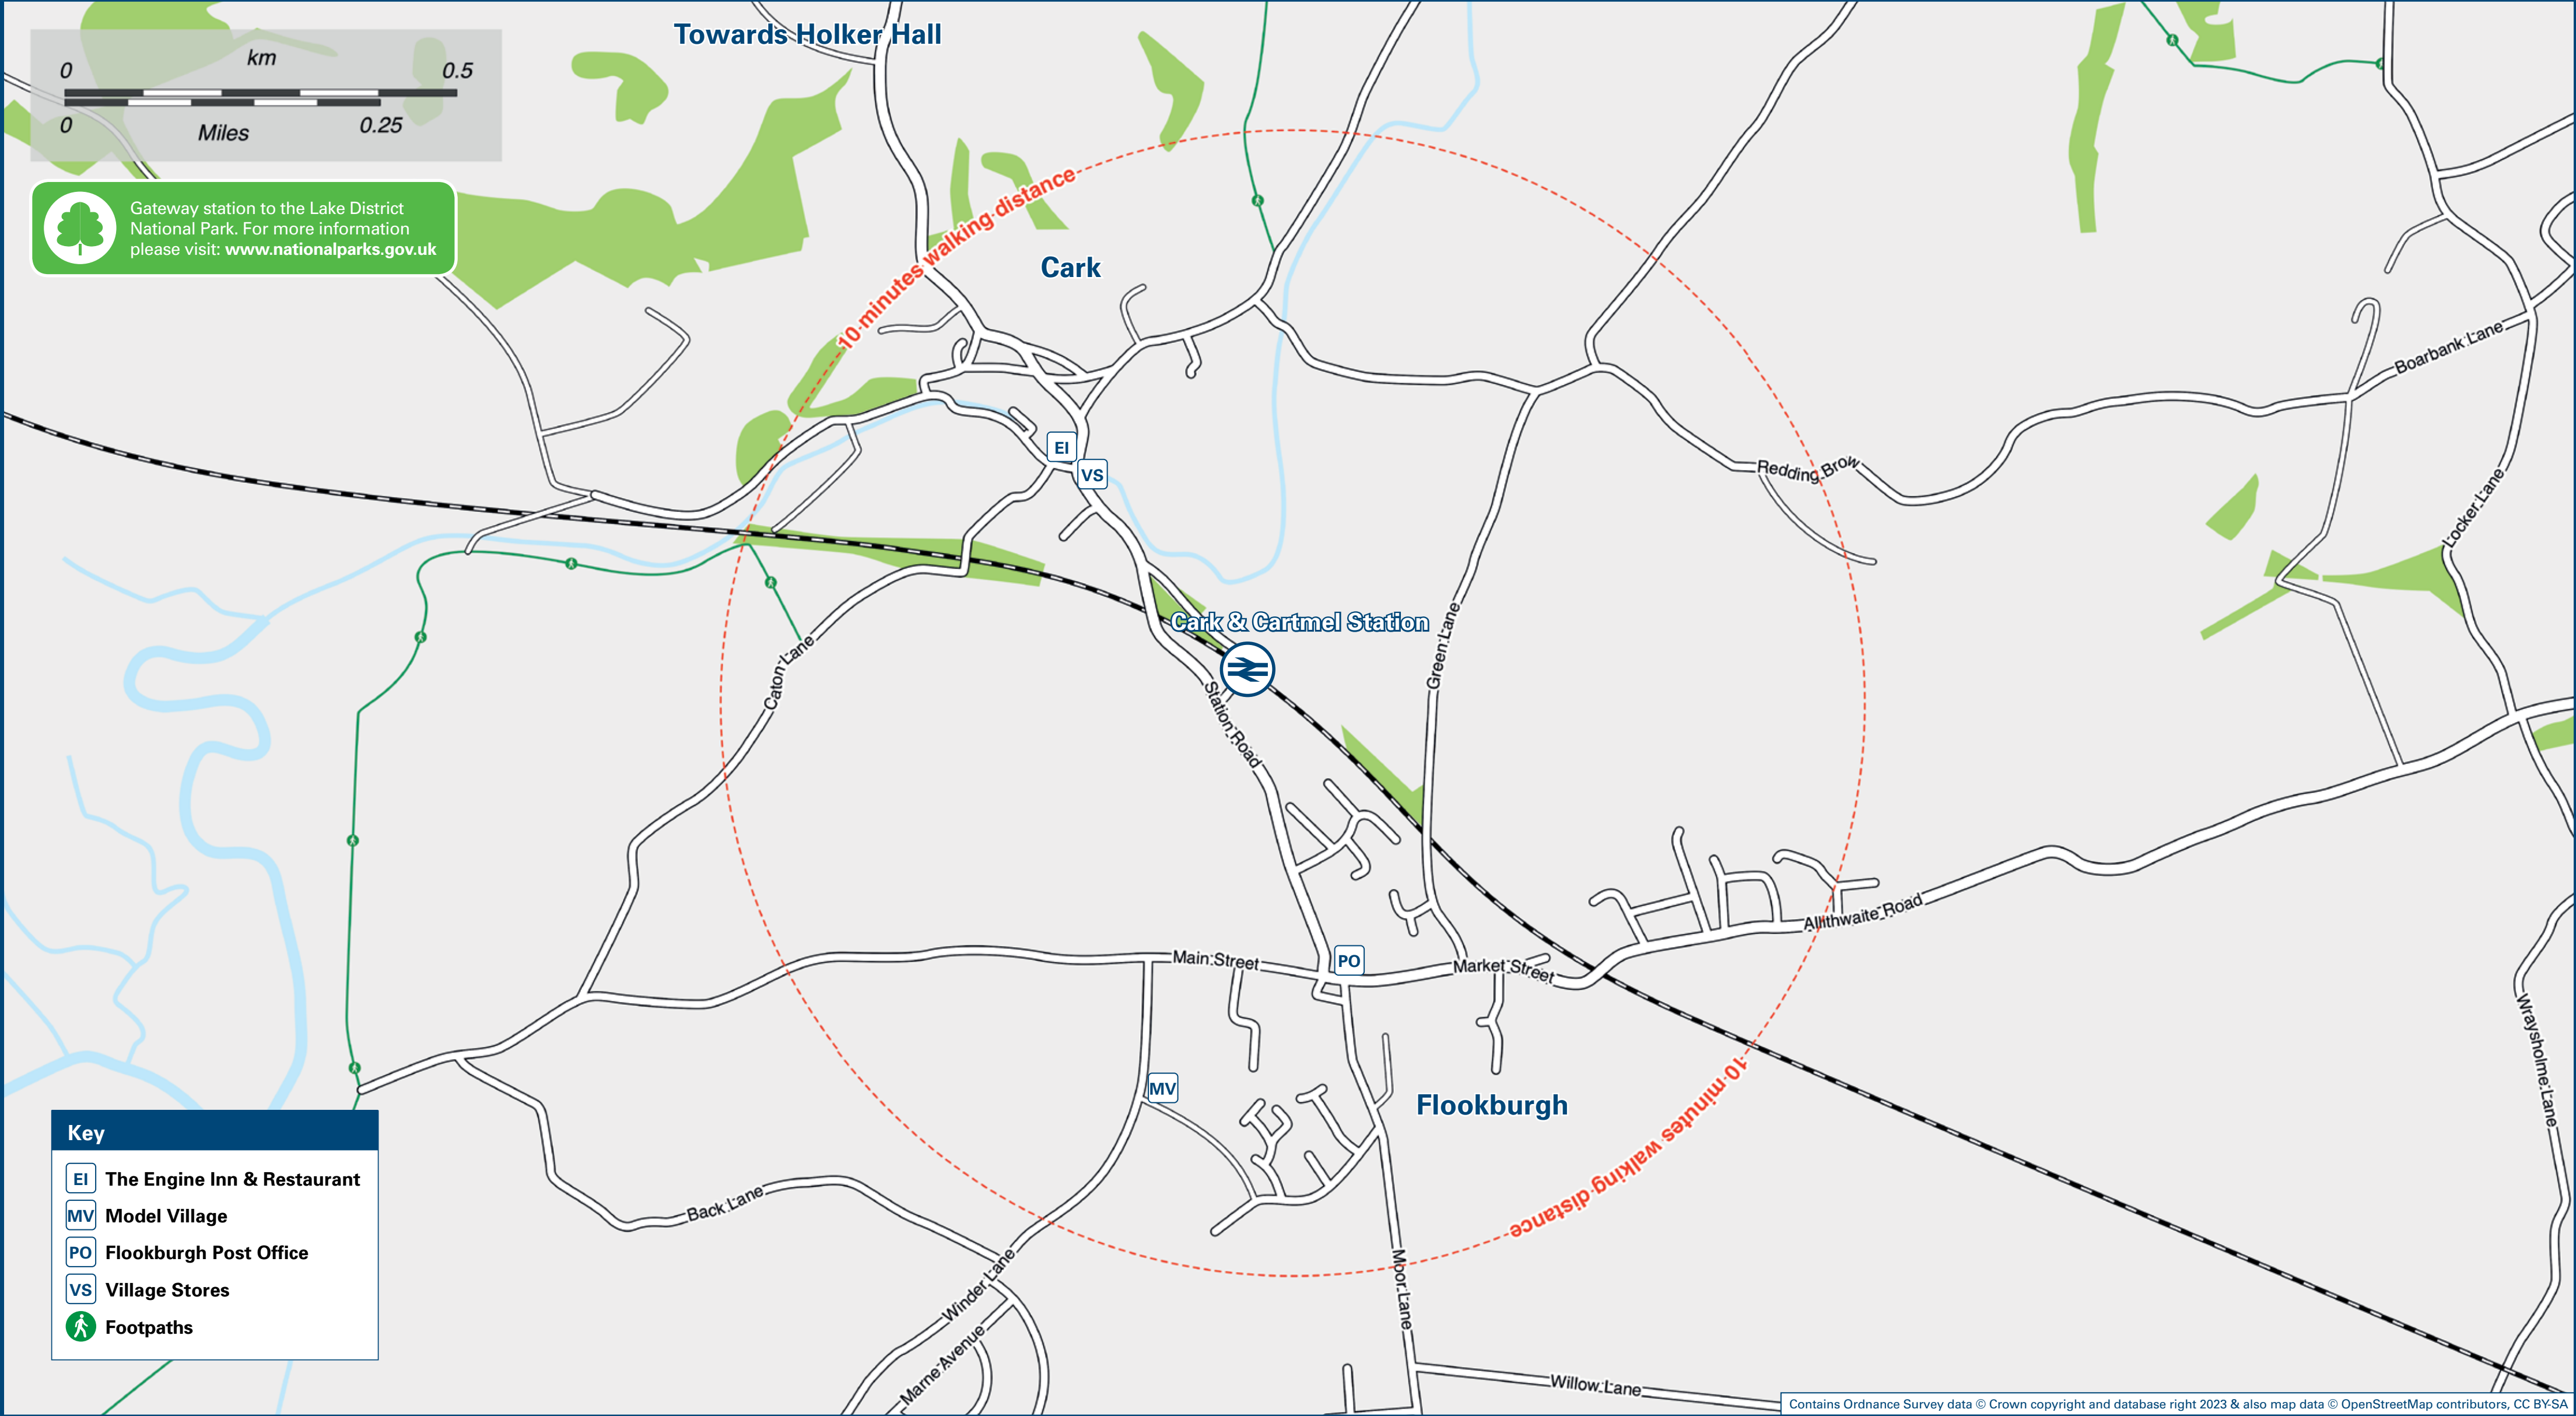 Towards Holker Hall
km
0 0.5
0 0.25
Miles
Gateway station to the Lake District
National Park. For more information
please visit: www.nationalparks.gov.uk
10 minutes walking distance
Cark
Boarbank Lane
EI
VS
Redding Brow
Locker Lane
Cark & Cartmel Station
Green Lane
Caton Lane
Station Road
Allithwaite Road
PO
Main Street
Market Street
Wraysholme Lane
MV
Flookburgh
10 minutes walking distance
Back Lane
Winder Lane
Moor Lane
Marne Avenue
Willow Lane
Key
EI The Engine Inn & Restaurant
MV Model Village
PO Flookburgh Post Office
VS Village Stores
Footpaths
Contains Ordnance Survey data © Crown copyright and database right 2023 & also map data © OpenStreetMap contributors, CC BY-SA